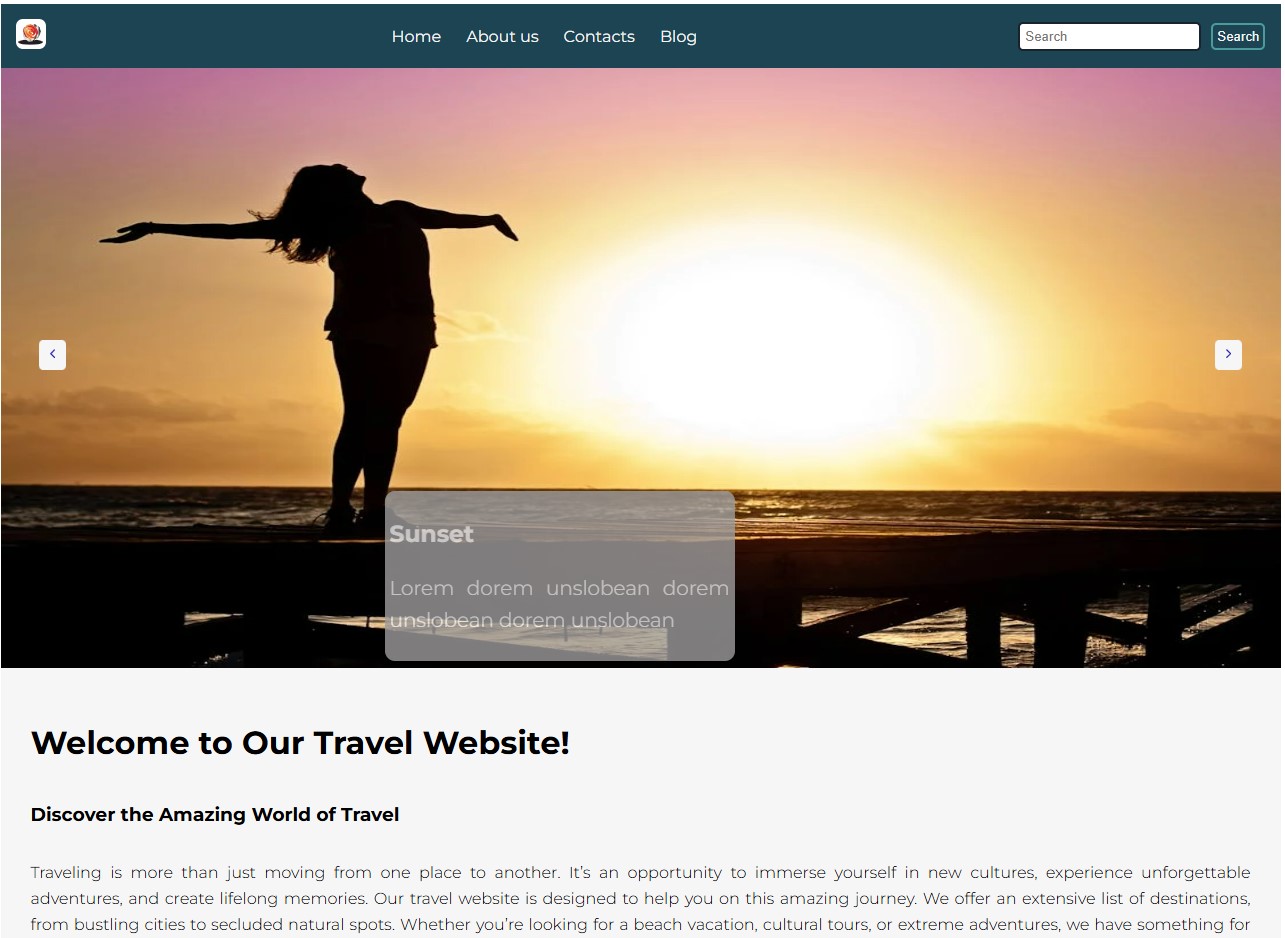 Home About us Contacts Blog Search Search
Sunset
Lorem dorem unslobean dorem
unslobean dorem unslobean
Welcome to Our Travel Website!
Discover the Amazing World of Travel
Traveling is more than just moving from one place to another. It’s an opportunity to immerse yourself in new cultures, experience unforgettable
adventures, and create lifelong memories. Our travel website is designed to help you on this amazing journey. We offer an extensive list of destinations,
from bustling cities to secluded natural spots. Whether you’re looking for a beach vacation, cultural tours, or extreme adventures, we have something for